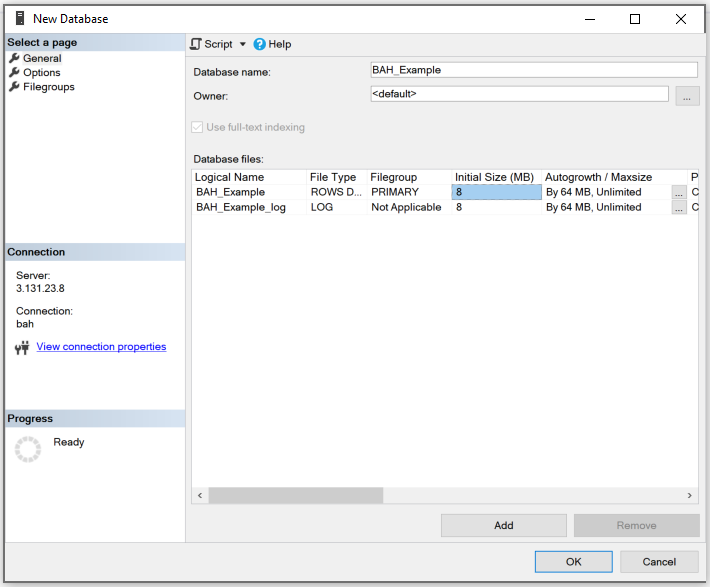 New Database
Select a page
General
Options
Filegroups
Connection
Server:
3.131.23.8
Connection:
bah
View connection properties
Progress
Ready
Script Help
Database name: BAH_Example
Owner: <default> ...
Use full-text indexing
Database files:
Logical Name File Type Filegroup Initial Size (MB) Autogrowth / Maxsize P
BAH_Example ROWS D... PRIMARY 8 By 64 MB, Unlimited ... C
BAH_Example_log LOG Not Applicable 8 By 64 MB, Unlimited ... C
Add Remove
OK Cancel